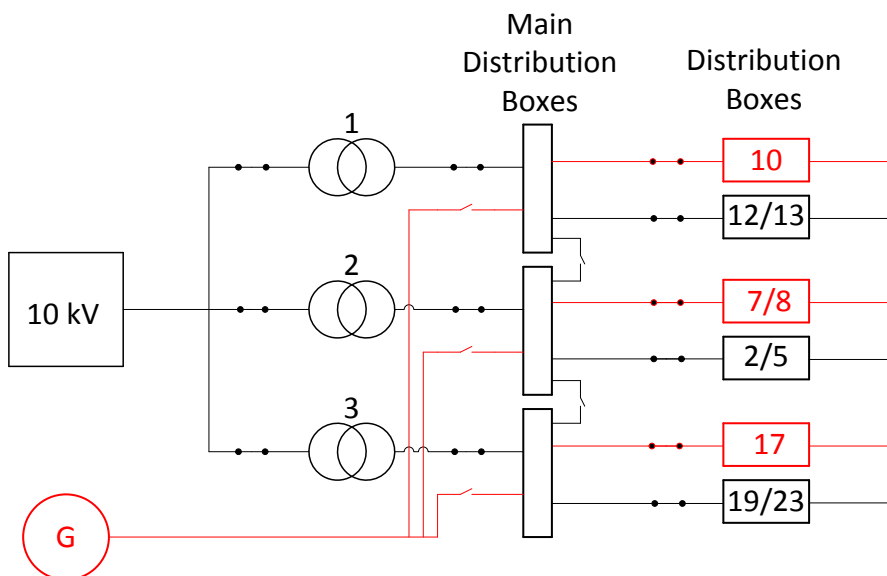 Main
Distribution
Boxes
Distribution
Boxes
1
10
12/13
2
10 kV
7/8
2/5
3
17
19/23
G